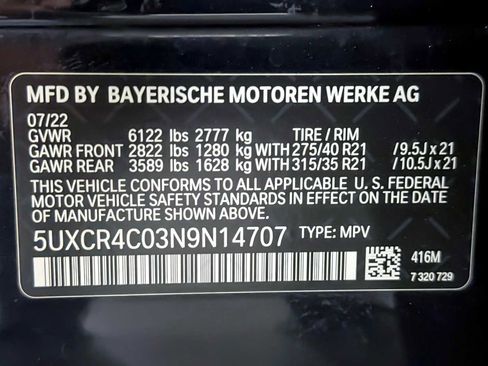 MFD BY BAYERISCHE MOTOREN WERKE AG
07/22
GVWR 6122 lbs 2777 kg TIRE / RIM
GAWR FRONT 2822 lbs 1280 kg WITH 275/40 R21 /9.5J x 21
GAWR REAR 3589 lbs 1628 kg WITH 315/35 R21 /10.5J x 21
THIS VEHICLE CONFORMS TO ALL APPLICABLE U. S. FEDERAL
MOTOR VEHICLE SAFETY STANDARDS IN EFFECT ON THE DATE
OF MANUFACTURE SHOWN ABOVE.
5UXCR4C03N9N14707 TYPE: MPV
416M
7 320 729